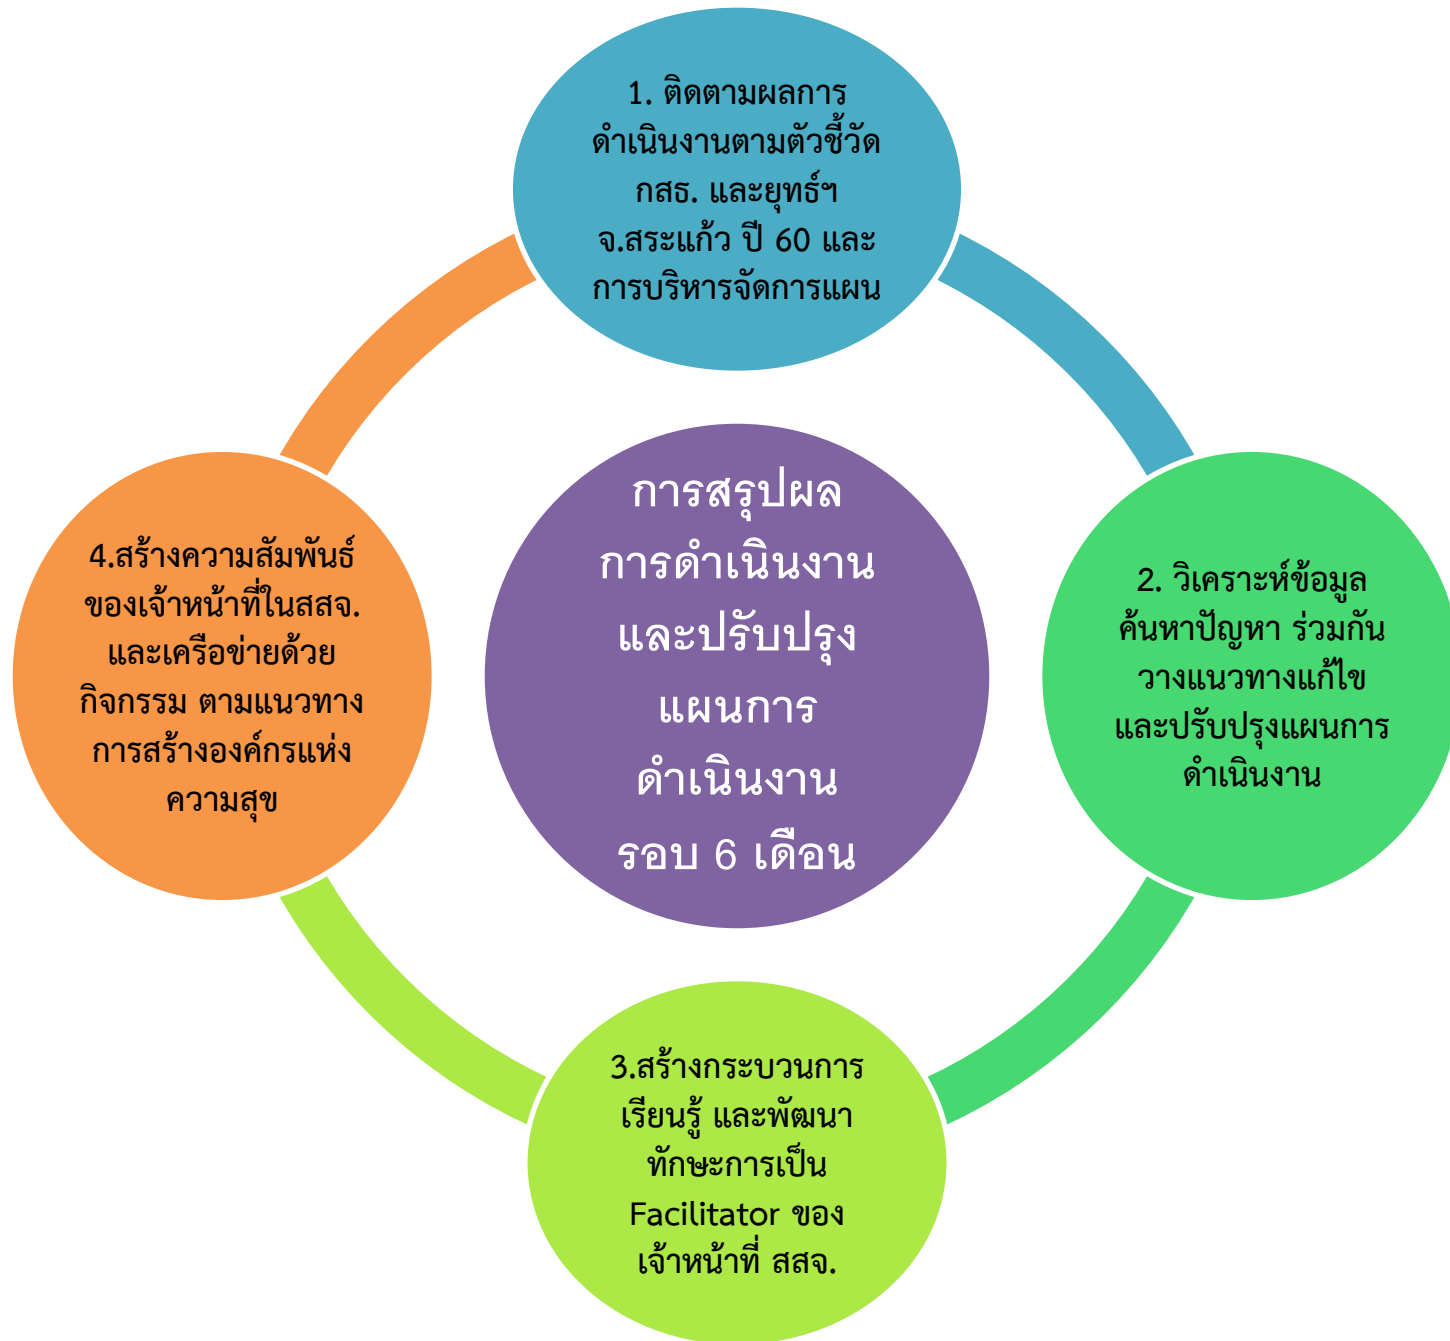 1. ติดตามผลการ
ดำเนินงานตามตัวชี้วัด
กสธ. และยุทธ์ฯ
จ.สระแก้ว ปี 60 และ
การบริหารจัดการแผน
การสรุปผล
การดำเนินงาน
และปรับปรุง
แผนการ
ดำเนินงาน
รอบ 6 เดือน
2. วิเคราะห์ข้อมูล
ค้นหาปัญหา ร่วมกัน
วางแนวทางแก้ไข
และปรับปรุงแผนการ
ดำเนินงาน
3.สร้างกระบวนการ
เรียนรู้ และพัฒนา
ทักษะการเป็น
Facilitator ของ
เจ้าหน้าที่ สสจ.
4.สร้างความสัมพันธ์
ของเจ้าหน้าที่ในสสจ.
และเครือข่ายด้วย
กิจกรรม ตามแนวทาง
การสร้างองค์กรแห่ง
ความสุข